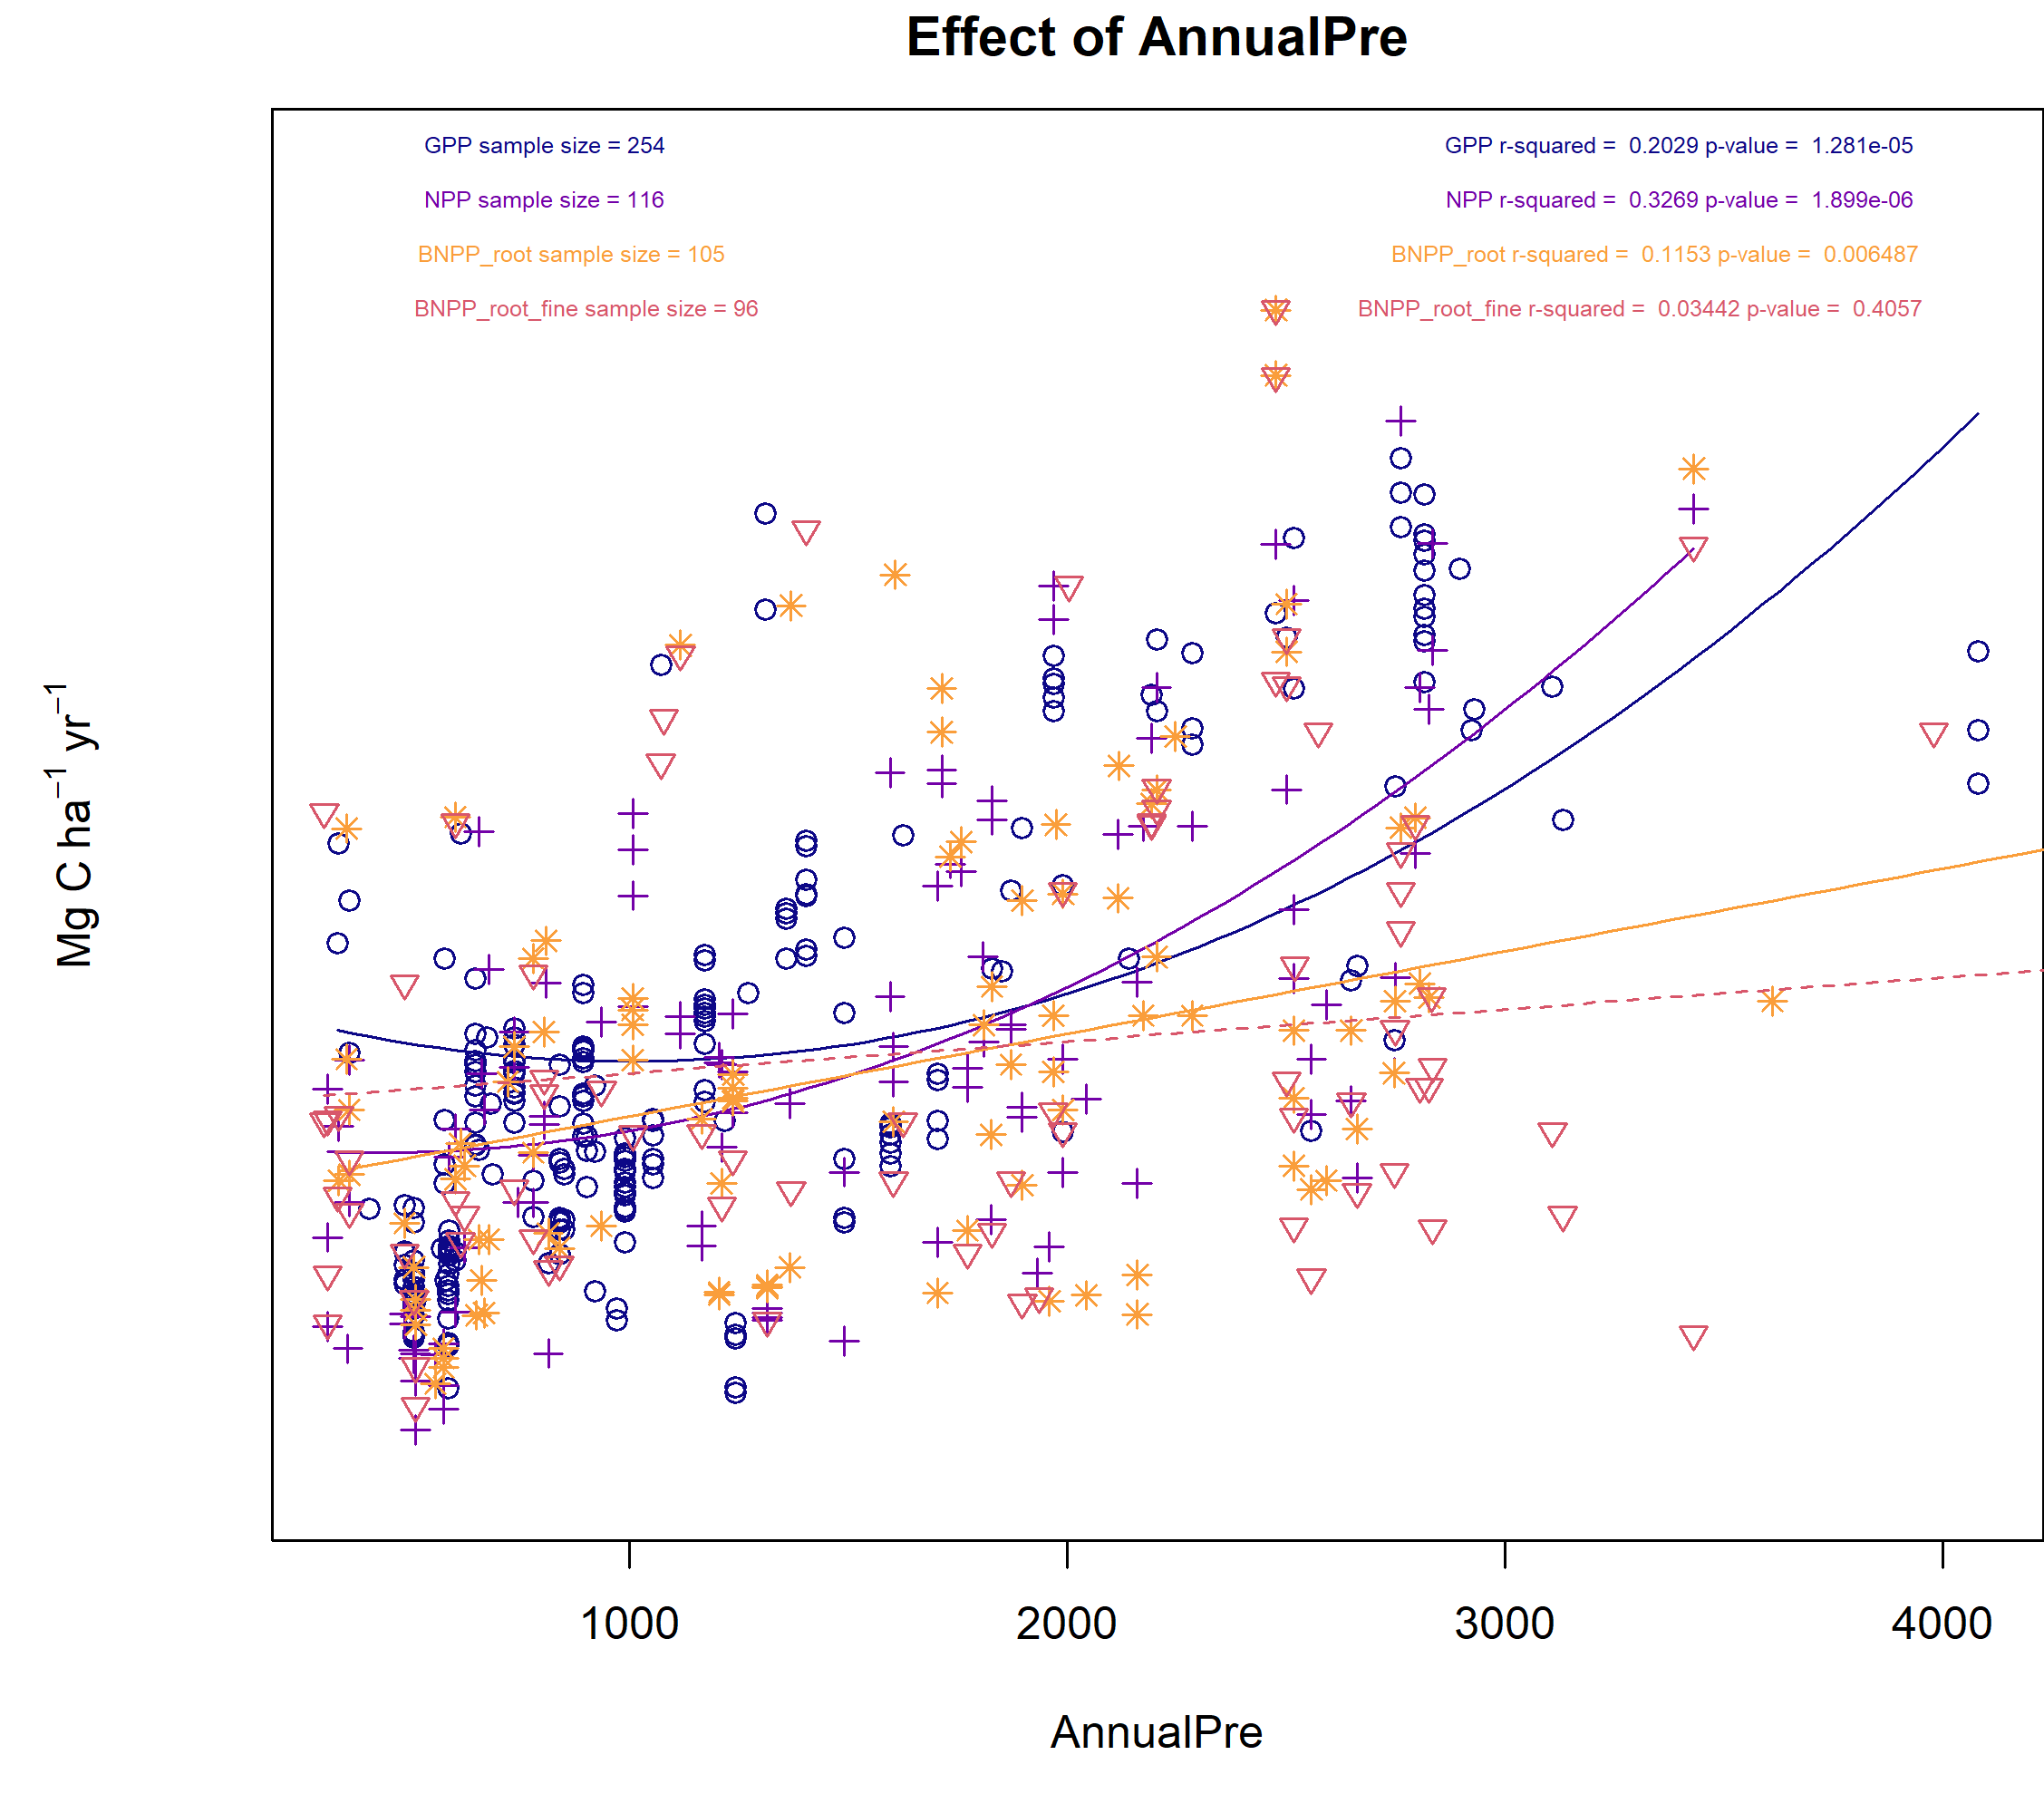 Effect of AnnualPre
GPP sample size = 254
GPP r-squared =  0.2029 p-value =  1.281e-05
NPP sample size = 116
NPP r-squared =  0.3269 p-value =  1.899e-06
BNPP_root sample size = 105
BNPP_root r-squared =  0.1153 p-value =  0.006487
BNPP_root_fine sample size = 96
BNPP_root_fine r-squared =  0.03442 p-value =  0.4057
Mg C ha⁻¹ yr⁻¹
1000 2000 3000 4000
AnnualPre